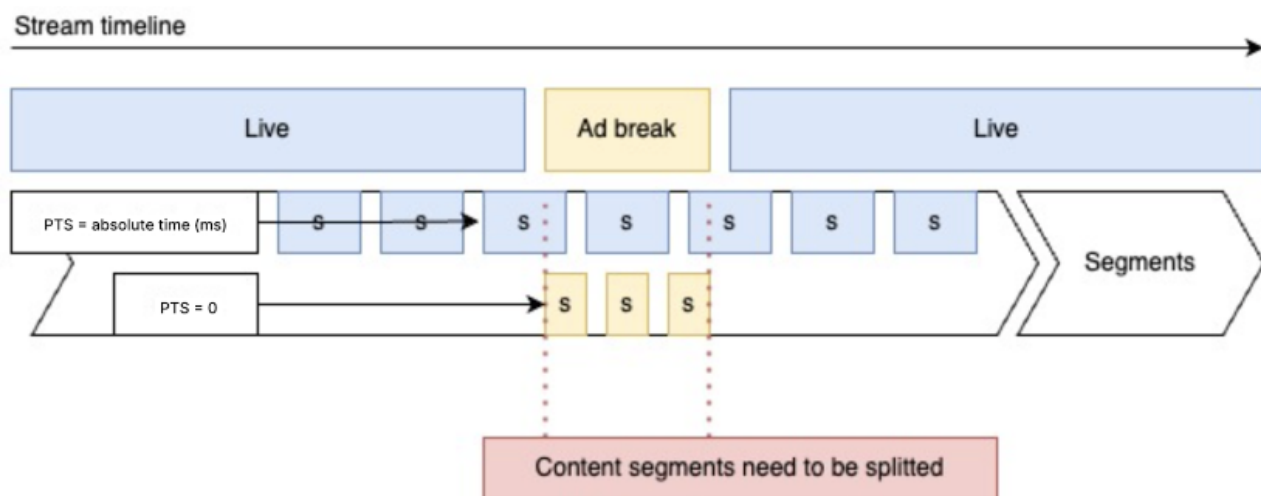 Stream timeline
Live
Ad break
Live
PTS = absolute time (ms)
s
s
s
s
s
s
s
Segments
PTS = 0
s
s
s
Content segments need to be splitted